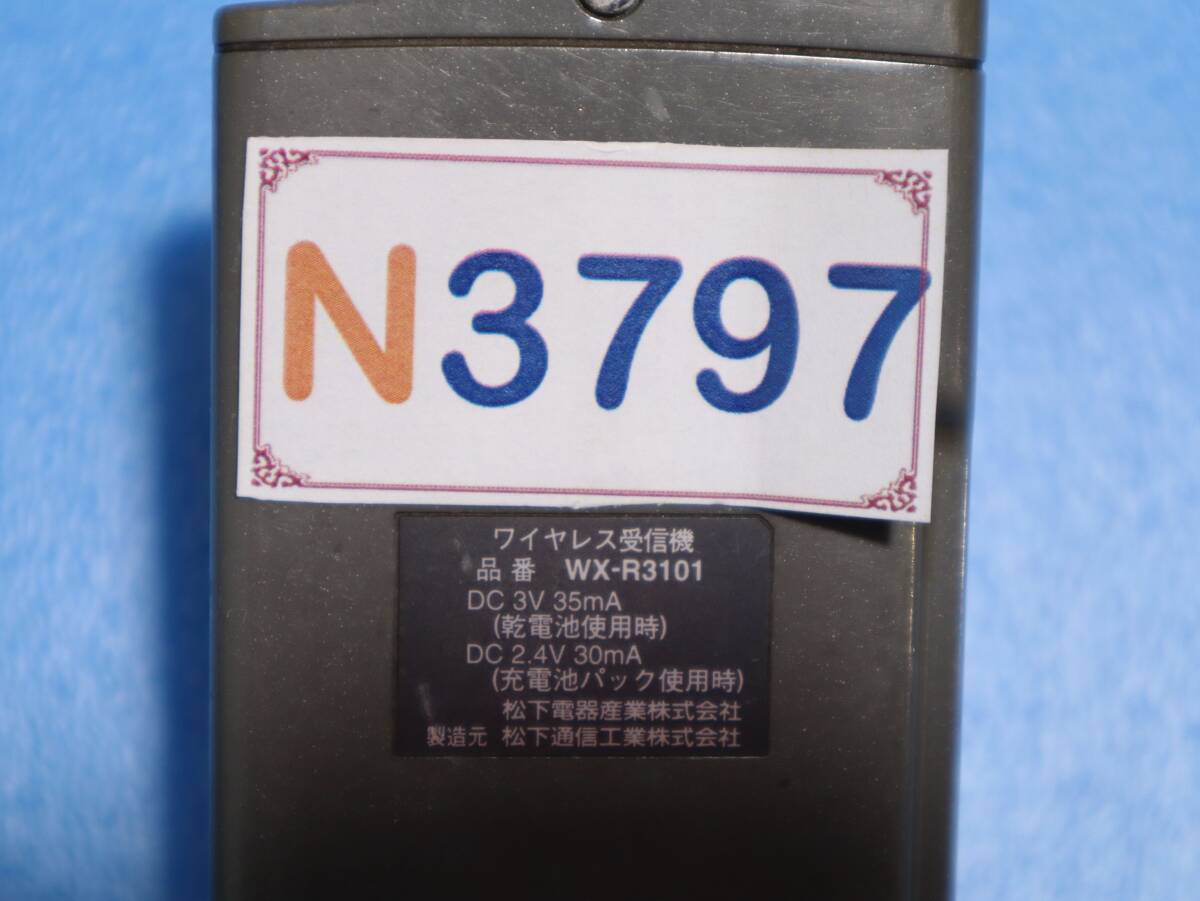 N3797
ワイヤレス受信機
品番 WX-R3101
DC 3V 35mA
(乾電池使用時)
DC 2.4V 30mA
(充電池パック使用時)
松下電器産業株式会社
製造元 松下通信工業株式会社